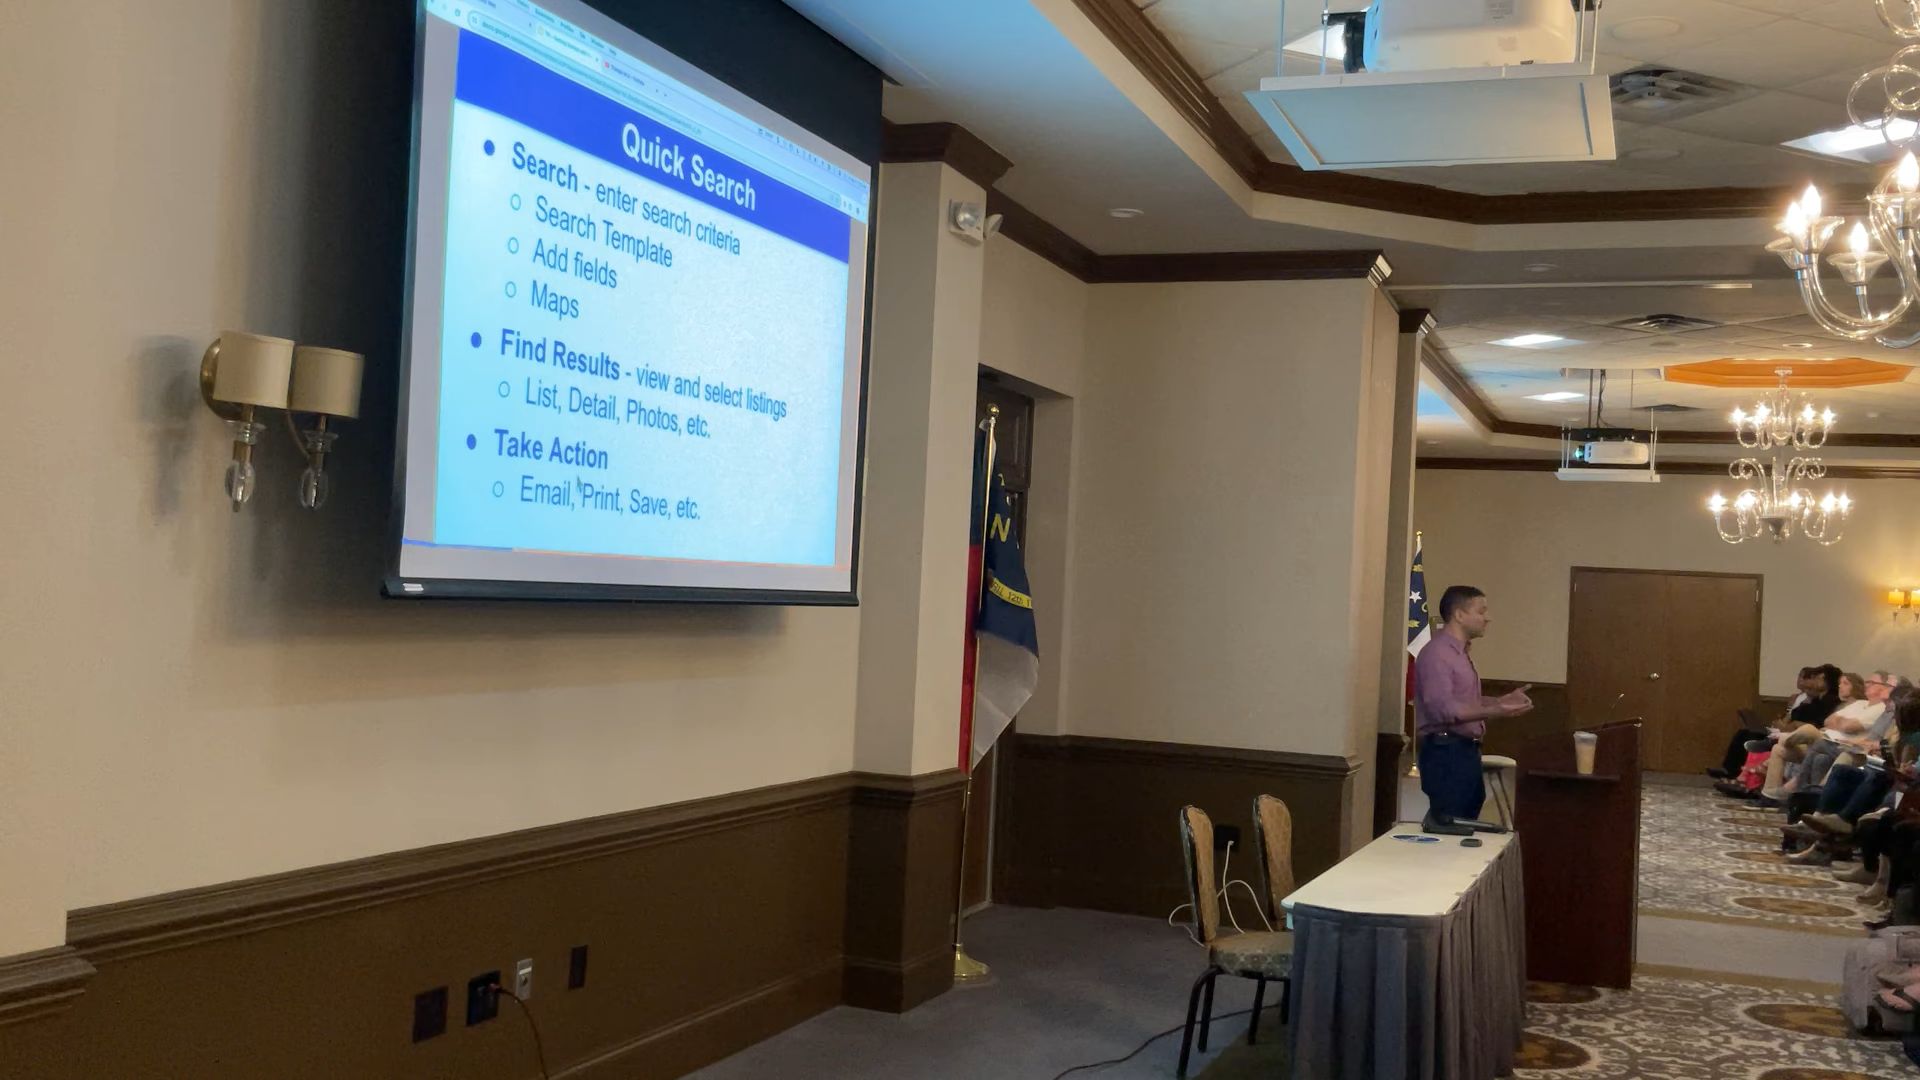 Quick Search
● Search - enter search criteria
○ Search Template
○ Add fields
○ Maps
● Find Results - view and select listings
○ List, Detail, Photos, etc.
● Take Action
○ Email, Print, Save, etc.
N
12th